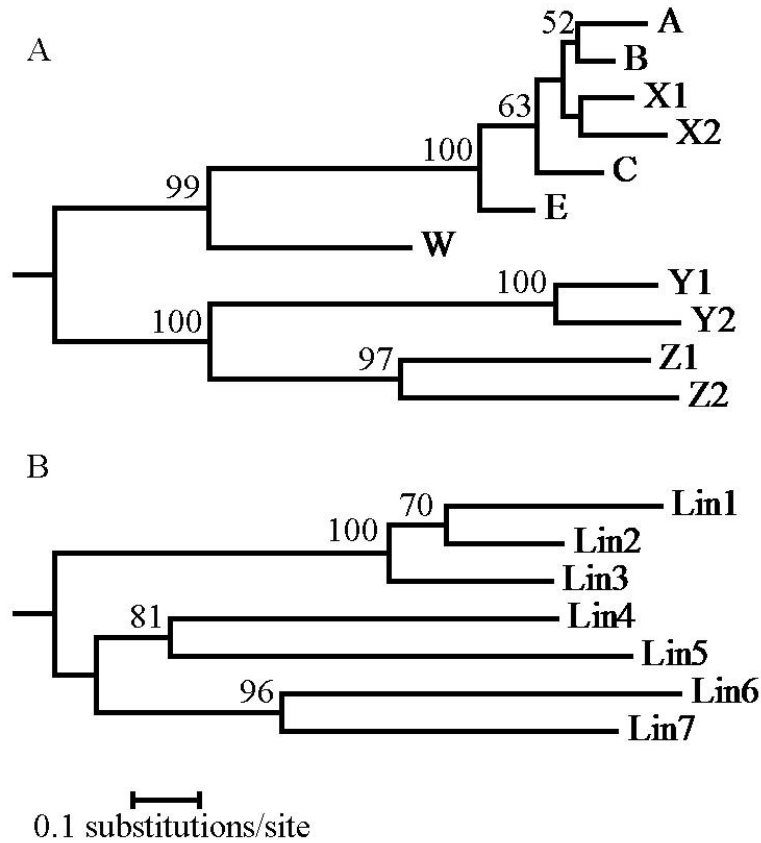 A
52
A
B
X1
63
X2
100
C
99
E
W
100
Y1
Y2
100
97
Z1
Z2
B
70
Lin1
100
Lin2
Lin3
81
Lin4
Lin5
96
Lin6
Lin7
0.1 substitutions/site